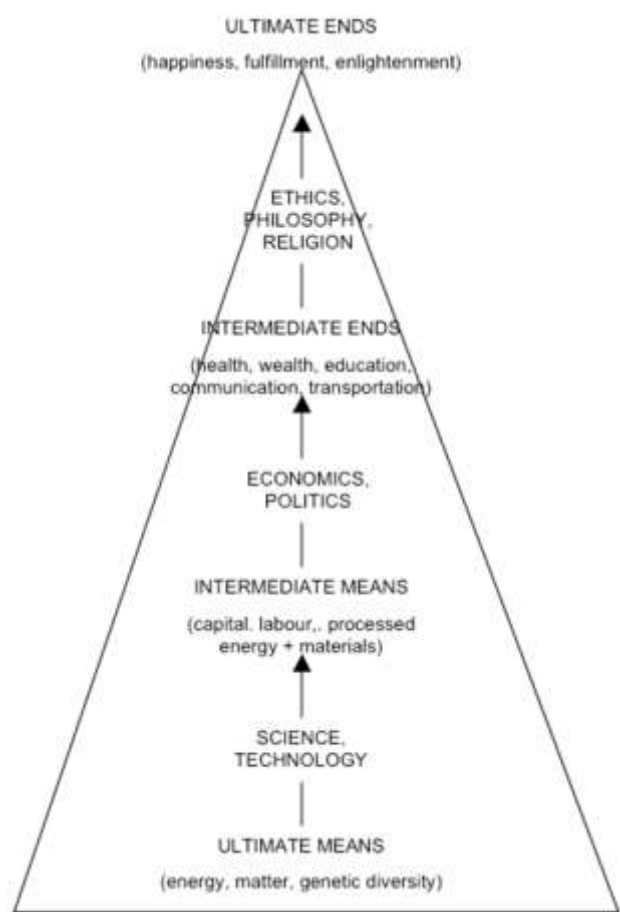 ULTIMATE ENDS
(happiness, fulfillment, enlightenment)
ETHICS,
PHILOSOPHY,
RELIGION
INTERMEDIATE ENDS
(health, wealth, education,
communication, transportation)
ECONOMICS,
POLITICS
INTERMEDIATE MEANS
(capital. labour,. processed
energy + materials)
SCIENCE,
TECHNOLOGY
ULTIMATE MEANS
(energy, matter, genetic diversity)